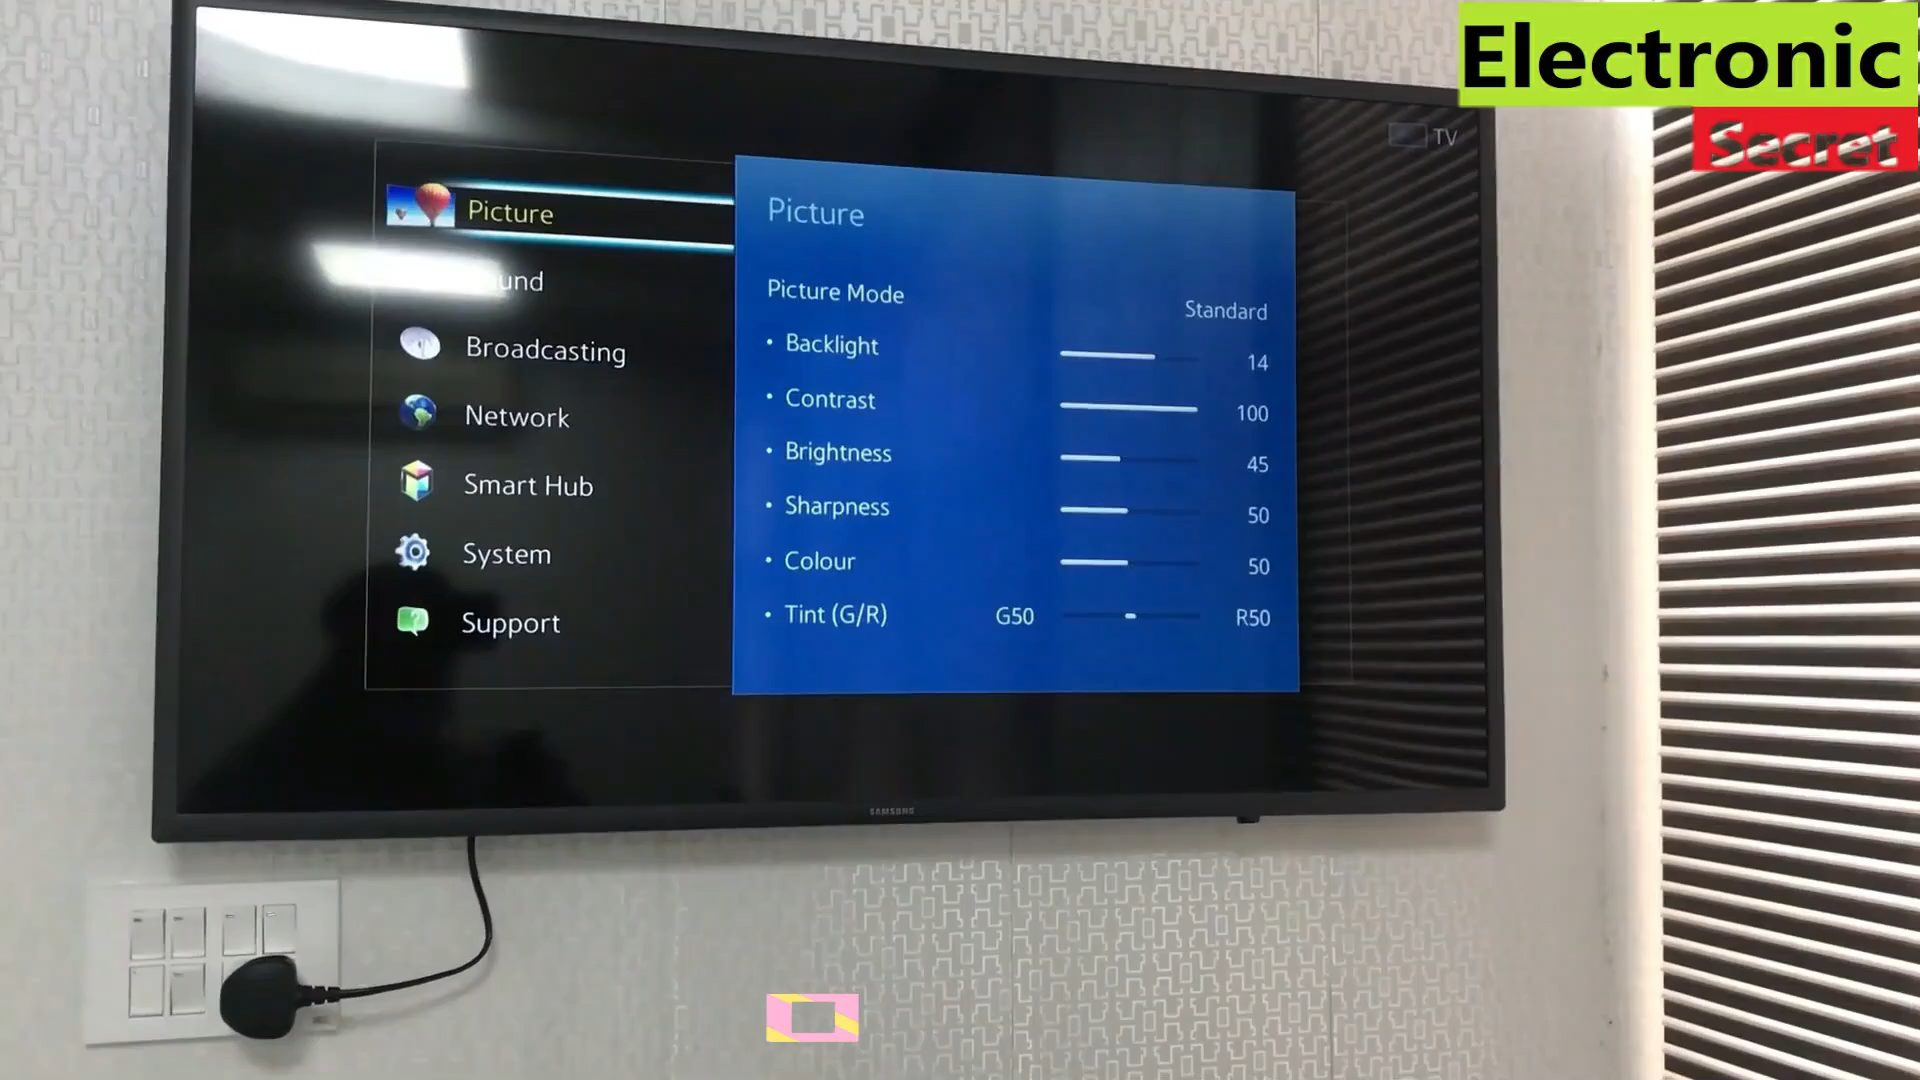 Electronic
Secret
TV
Picture
und
Broadcasting
Network
Smart Hub
System
Support
Picture
Picture Mode Standard
• Backlight 14
• Contrast 100
• Brightness 45
• Sharpness 50
• Colour 50
• Tint (G/R) G50 R50
SAMSUNG